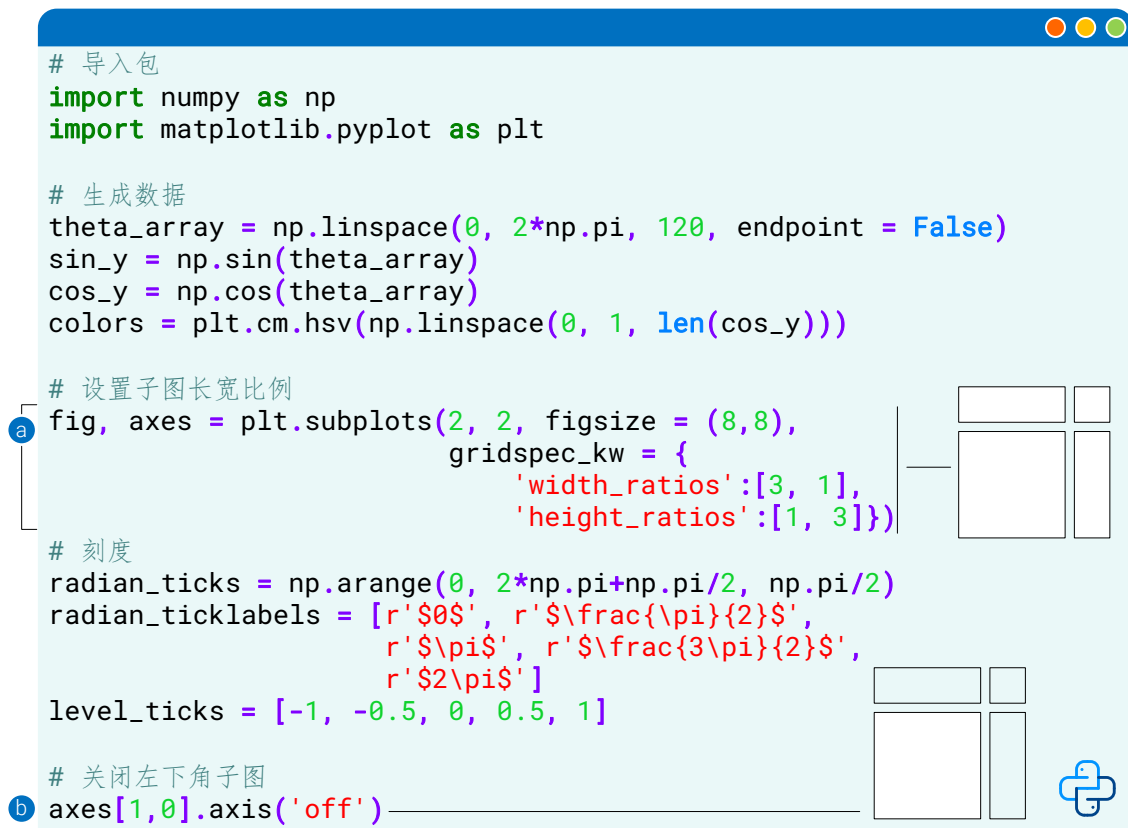 # 导入包
import numpy as np
import matplotlib.pyplot as plt
# 生成数据
theta_array = np.linspace(0, 2*np.pi, 120, endpoint = False)
sin_y = np.sin(theta_array)
cos_y = np.cos(theta_array)
colors = plt.cm.hsv(np.linspace(0, 1, len(cos_y)))
# 设置子图长宽比例
a fig, axes = plt.subplots(2, 2, figsize = (8,8),
gridspec_kw = {
'width_ratios':[3, 1],
'height_ratios':[1, 3]})
# 刻度
radian_ticks = np.arange(0, 2*np.pi+np.pi/2, np.pi/2)
radian_ticklabels = [r'$0$', r'$\frac{\pi}{2}$',
r'$\pi$', r'$\frac{3\pi}{2}$',
r'$2\pi$']
level_ticks = [-1, -0.5, 0, 0.5, 1]
# 关闭左下角子图
b axes[1,0].axis('off')